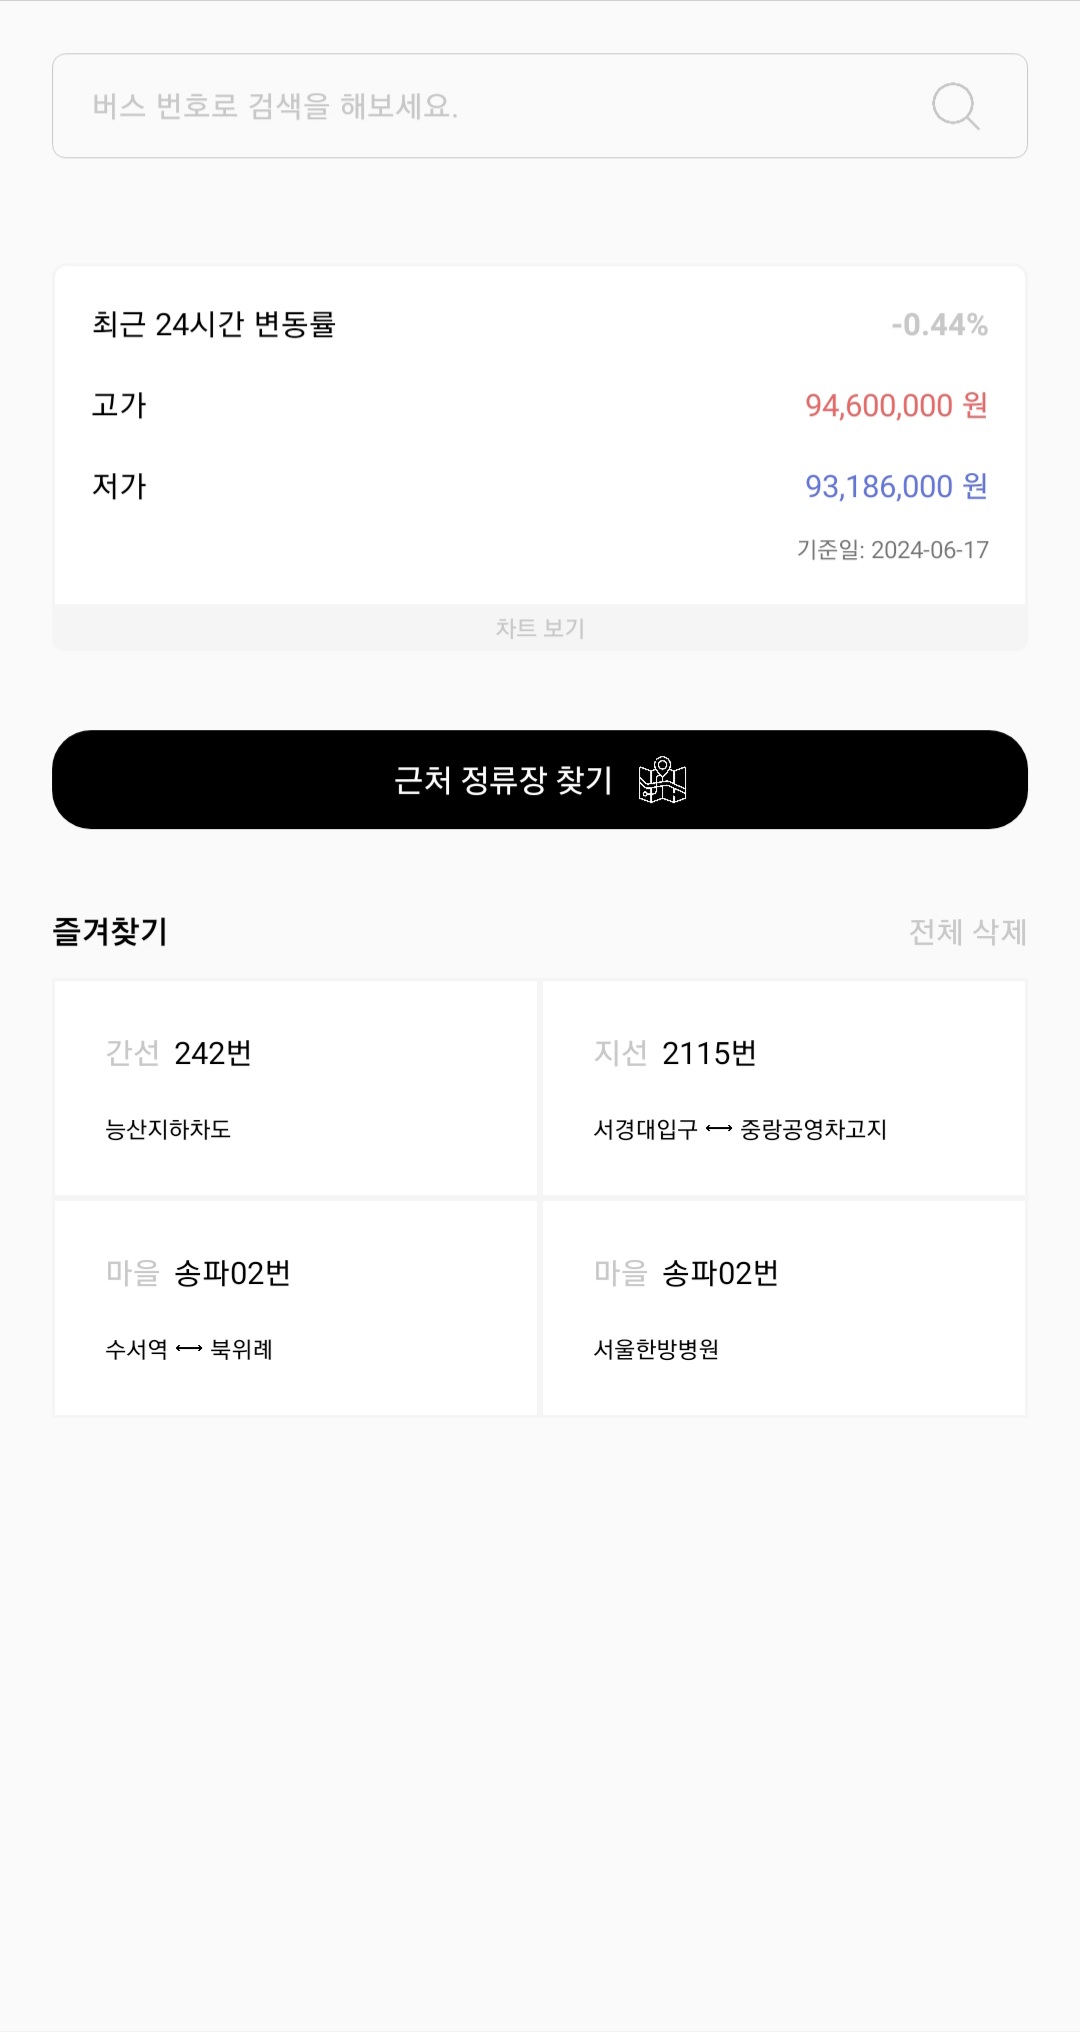 버스 번호로 검색을 해보세요.
최근 24시간 변동률 -0.44%
고가 94,600,000 원
저가 93,186,000 원
기준일: 2024-06-17
차트 보기
근처 정류장 찾기
즐겨찾기 전체 삭제
간선 242번
능산지하차도
지선 2115번
서경대입구 ⟷ 중랑공영차고지
마을 송파02번
수서역 ⟷ 북위례
마을 송파02번
서울한방병원